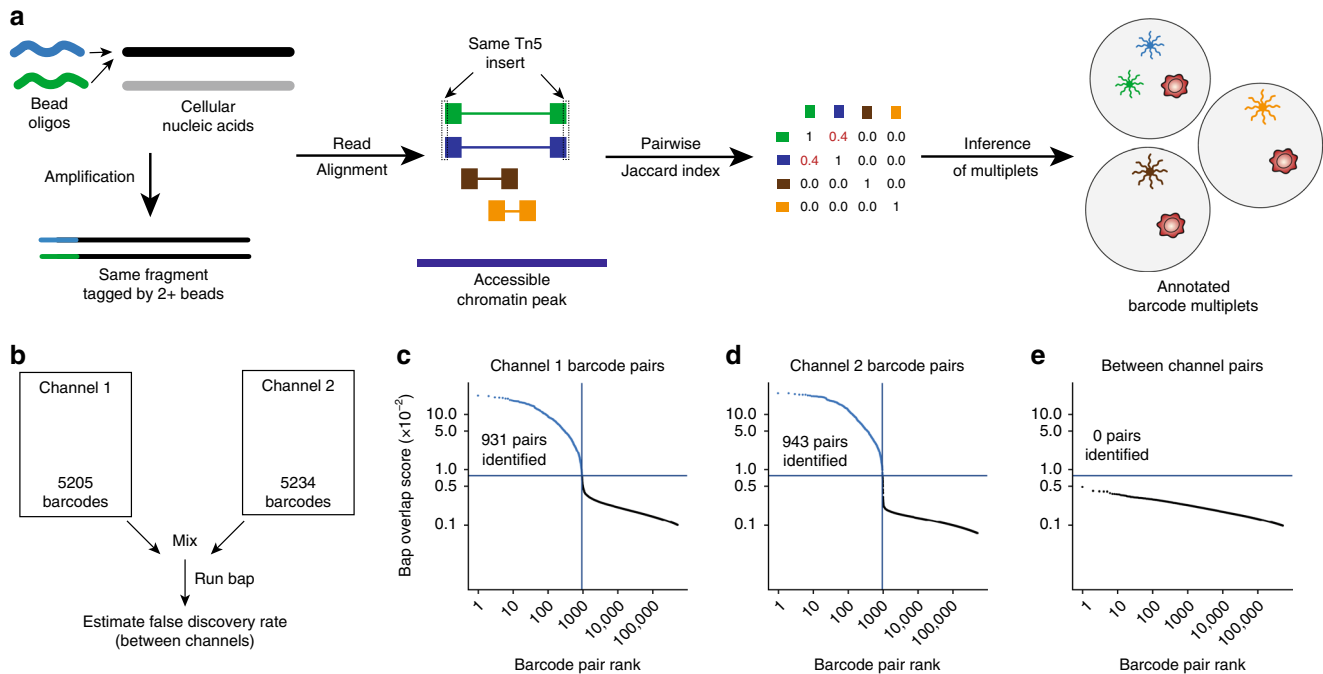 a
Bead
oligos
Cellular
nucleic acids
Amplification
Same fragment
tagged by 2+ beads
Read
Alignment
Same Tn5
insert
Accessible
chromatin peak
Pairwise
Jaccard index
1 0.4 0.0 0.0
0.4 1 0.0 0.0
0.0 0.0 1 0.0
0.0 0.0 0.0 1
Inference
of multiplets
Annotated
barcode multiplets
b
Channel 1
5205
barcodes
Channel 2
5234
barcodes
Mix
Run bap
Estimate false discovery rate
(between channels)
c
Channel 1 barcode pairs
Bap overlap score (×10⁻²)
10.0
5.0
1.0
0.5
0.1
931 pairs
identified
1
10
100
1000
10,000
100,000
Barcode pair rank
d
Channel 2 barcode pairs
10.0
5.0
1.0
0.5
0.1
943 pairs
identified
1
10
100
1000
10,000
100,000
Barcode pair rank
e
Between channel pairs
10.0
5.0
1.0
0.5
0.1
0 pairs
identified
1
10
100
1000
10,000
100,000
Barcode pair rank